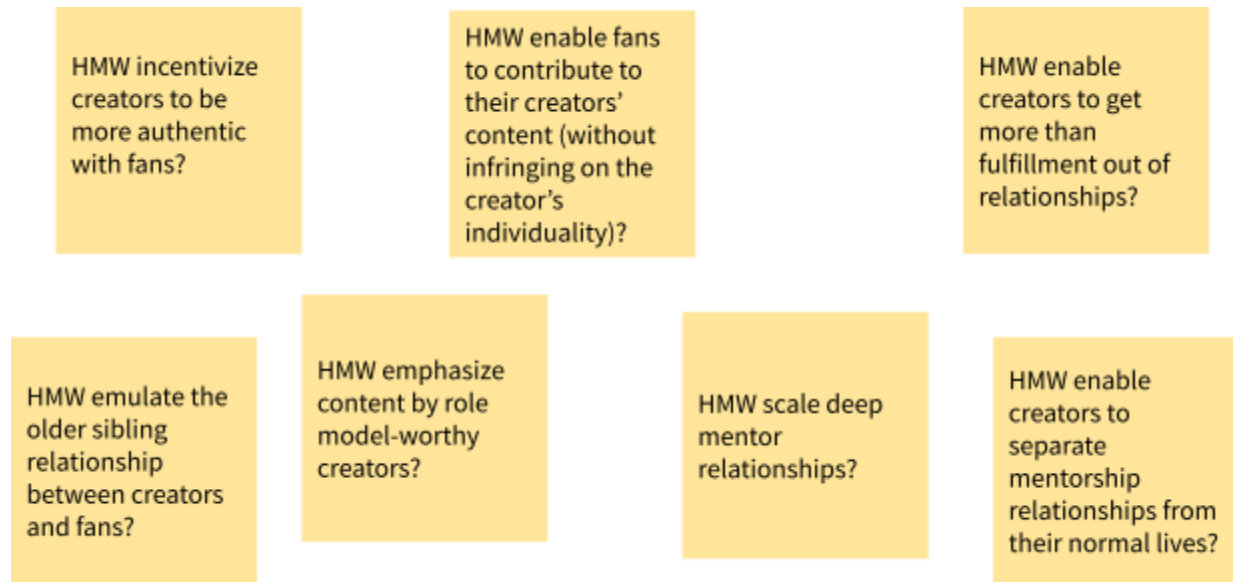 HMW incentivize
creators to be
more authentic
with fans?
HMW enable fans
to contribute to
their creators’
content (without
infringing on the
creator’s
individuality)?
HMW enable
creators to get
more than
fulfillment out of
relationships?
HMW emulate the
older sibling
relationship
between creators
and fans?
HMW emphasize
content by role
model-worthy
creators?
HMW scale deep
mentor
relationships?
HMW enable
creators to
separate
mentorship
relationships from
their normal lives?